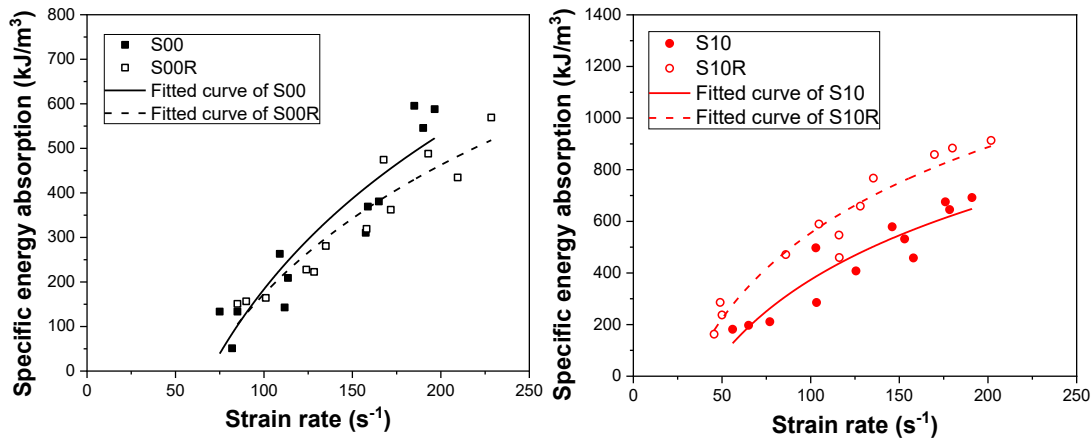 Specific energy absorption (kJ/m³)
800
700
600
500
400
300
200
100
0
S00
S00R
Fitted curve of S00
Fitted curve of S00R
0
50
100
150
200
250
Strain rate (s⁻¹)
Specific energy absorption (kJ/m³)
1400
1200
1000
800
600
400
200
0
S10
S10R
Fitted curve of S10
Fitted curve of S10R
0
50
100
150
200
250
Strain rate (s⁻¹)